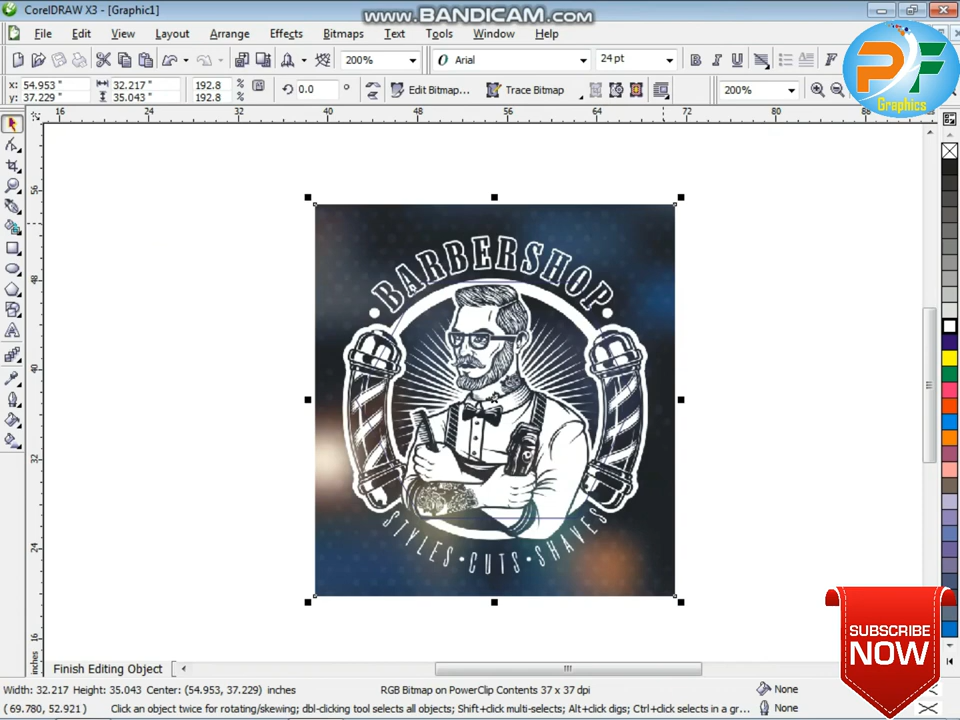 CorelDRAW X3 - [Graphic1]
www.BANDICAM.com
File Edit View Layout Arrange Effects Bitmaps Text Tools Window Help
200% Arial 24 pt
x: 54.953 " 32.217 " 192.8 % 0.0 ° Edit Bitmap... Trace Bitmap 200%
y: 37.229 " 35.043 " 192.8 %
PF
Graphics
16 24 32 40 48 56 64 72 80 88
56
48
40
32
24
16
inches
BARBERSHOP
STYLES • CUTS • SHAVES
SUBSCRIBE
NOW
Finish Editing Object
Width: 32.217 Height: 35.043 Center: (54.953, 37.229) inches RGB Bitmap on PowerClip Contents 37 x 37 dpi None
(69.780, 52.921) Click an object twice for rotating/skewing; dbl-clicking tool selects all objects; Shift+click multi-selects; Alt+click digs; Ctrl+click selects in a gr... None